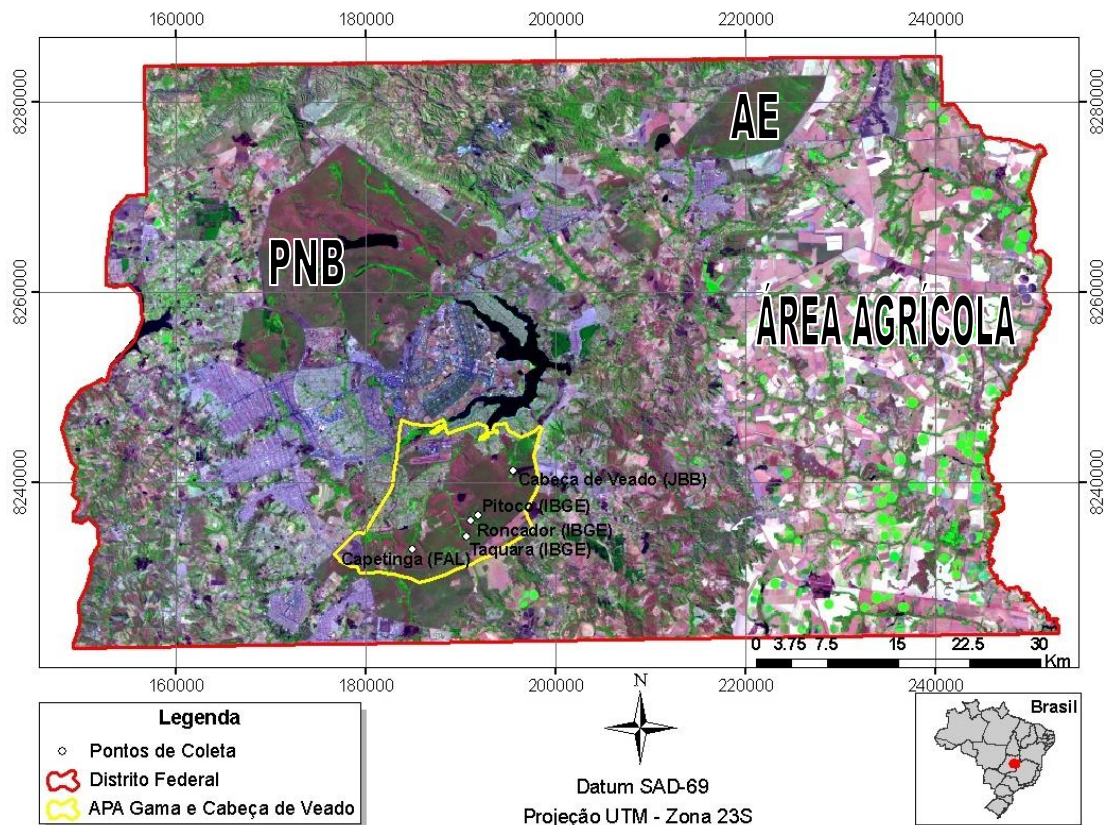 160000 180000 200000 220000 240000
8280000 8280000
AE
PNB
8260000 8260000
ÁREA AGRÍCOLA
8240000 8240000
Cabeça de Veado (JBB)
Pitoco (IBGE)
Roncador (IBGE)
Taquara (IBGE)
Capetinga (FAL)
0 3.75 7.5 15 22.5 30
Km
160000 180000 200000 220000 240000
Legenda
Pontos de Coleta
Distrito Federal
APA Gama e Cabeça de Veado
N
Datum SAD-69
Projeção UTM - Zona 23S
Brasil